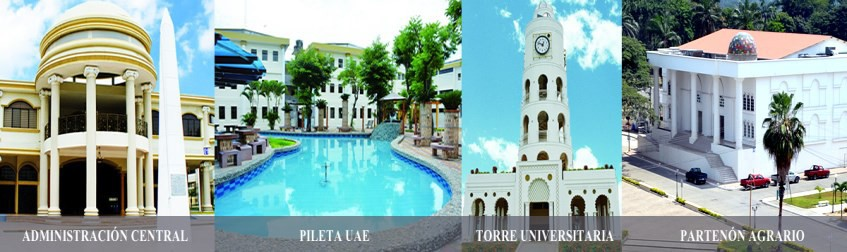 ADMINISTRACIÓN CENTRAL
PILETA UAE
TORRE UNIVERSITARIA
PARTENÓN AGRARIO